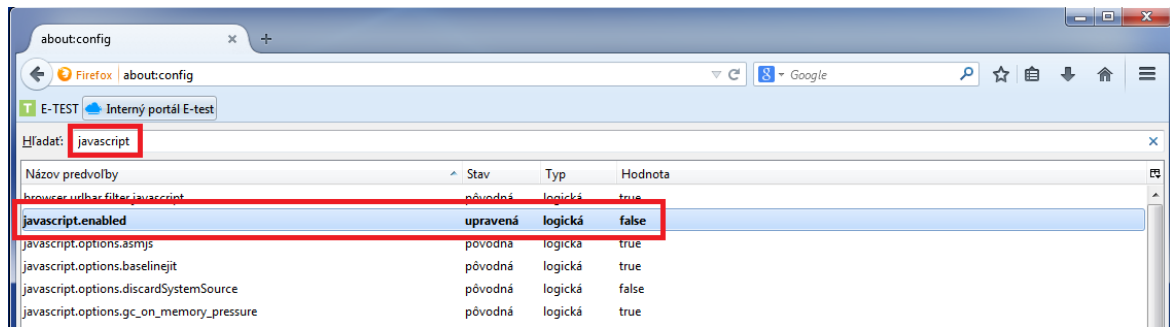 about:config
Firefox about:config Google
E-TEST Interný portál E-test
Hľadať: javascript
Názov predvoľby Stav Typ Hodnota
browser.urlbar.filter.javascript pôvodná logická true
javascript.enabled upravená logická false
javascript.options.asmjs pôvodná logická true
javascript.options.baselinejit pôvodná logická true
javascript.options.discardSystemSource pôvodná logická false
javascript.options.gc_on_memory_pressure pôvodná logická true